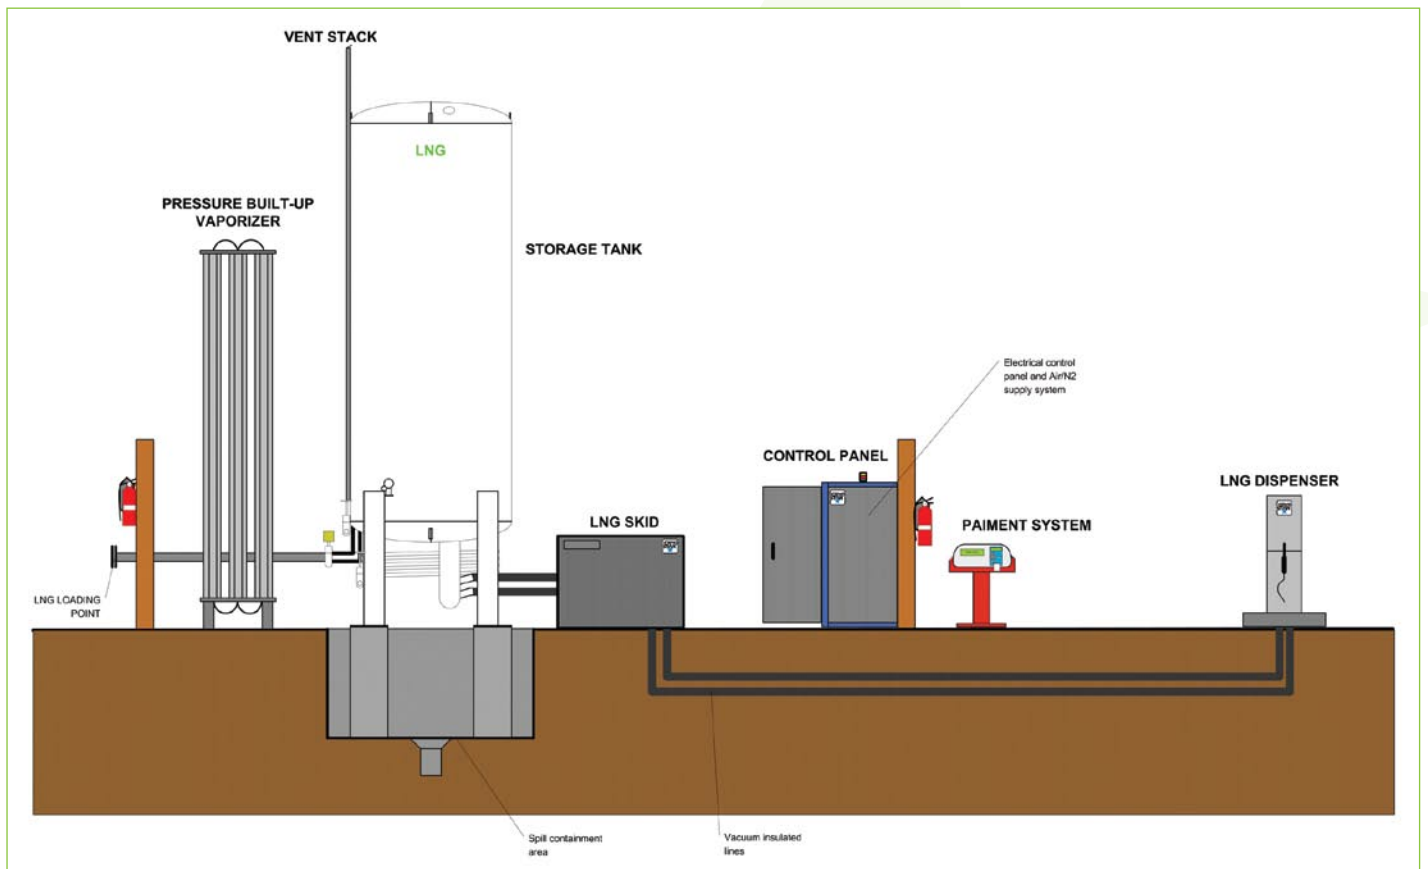 VENT STACK
LNG
PRESSURE BUILT-UP
VAPORIZER
STORAGE TANK
Electrical control
panel and Air/N2
supply system
CONTROL PANEL
LNG DISPENSER
LNG SKID
PAIMENT SYSTEM
LNG LOADING
POINT
Spill containment
area
Vacuum insulated
lines